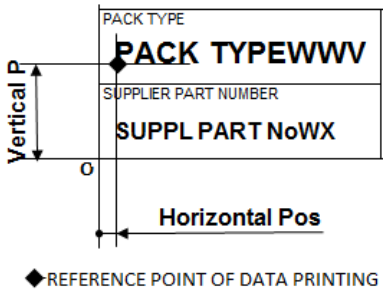 PACK TYPE
PACK TYPEWWV
SUPPLIER PART NUMBER
SUPPL PART NoWX
Vertical P
O
Horizontal Pos
REFERENCE POINT OF DATA PRINTING